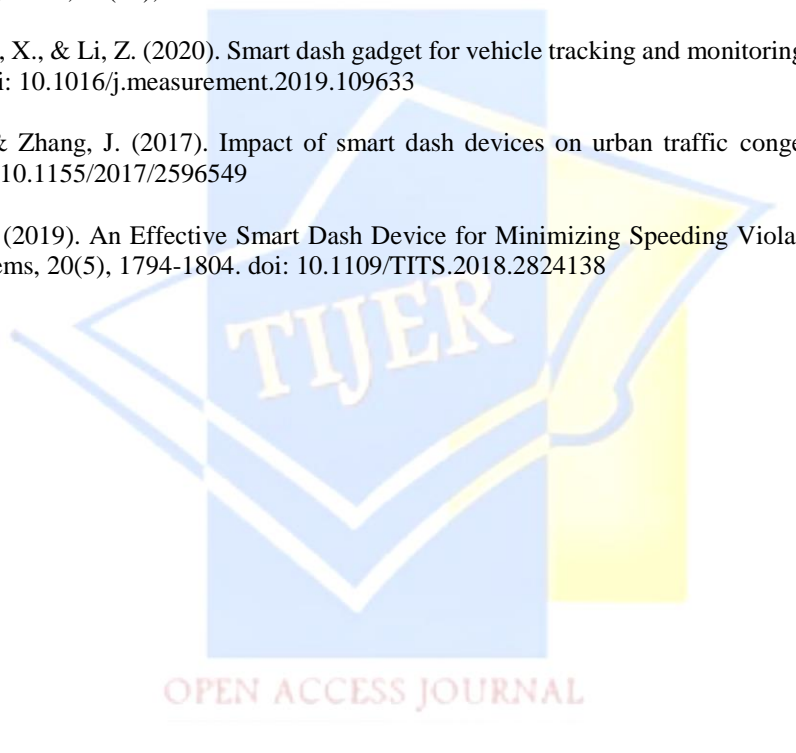 , X., & Li, Z. (2020). Smart dash gadget for vehicle tracking and monitoring
i: 10.1016/j.measurement.2019.109633
& Zhang, J. (2017). Impact of smart dash devices on urban traffic conge
10.1155/2017/2596549
(2019). An Effective Smart Dash Device for Minimizing Speeding Viola
ems, 20(5), 1794-1804. doi: 10.1109/TITS.2018.2824138
TIJER
OPEN ACCESS JOURNAL